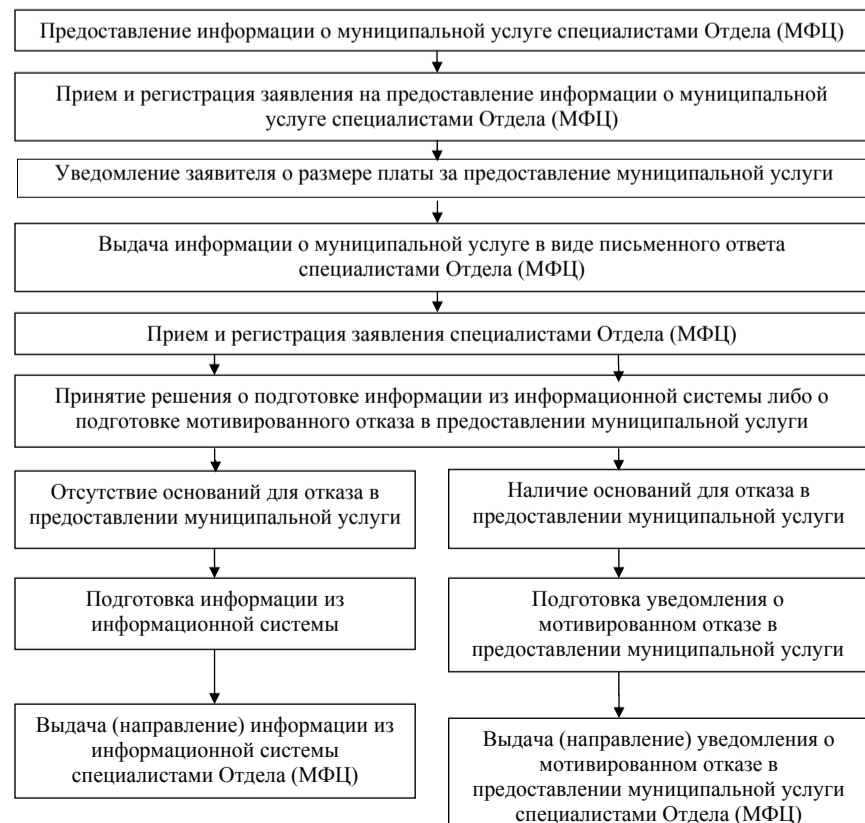 Предоставление информации о муниципальной услуге специалистами Отдела (МФЦ)
Прием и регистрация заявления на предоставление информации о муниципальной
услуге специалистами Отдела (МФЦ)
Уведомление заявителя о размере платы за предоставление муниципальной услуги
Выдача информации о муниципальной услуге в виде письменного ответа
специалистами Отдела (МФЦ)
Прием и регистрация заявления специалистами Отдела (МФЦ)
Принятие решения о подготовке информации из информационной системы либо о
подготовке мотивированного отказа в предоставлении муниципальной услуги
Отсутствие оснований для отказа в
предоставлении муниципальной услуги
Наличие оснований для отказа в
предоставлении муниципальной услуги
Подготовка информации из
информационной системы
Подготовка уведомления о
мотивированном отказе в
предоставлении муниципальной услуги
Выдача (направление) информации из
информационной системы
специалистами Отдела (МФЦ)
Выдача (направление) уведомления о
мотивированном отказе в
предоставлении муниципальной услуги
специалистами Отдела (МФЦ)